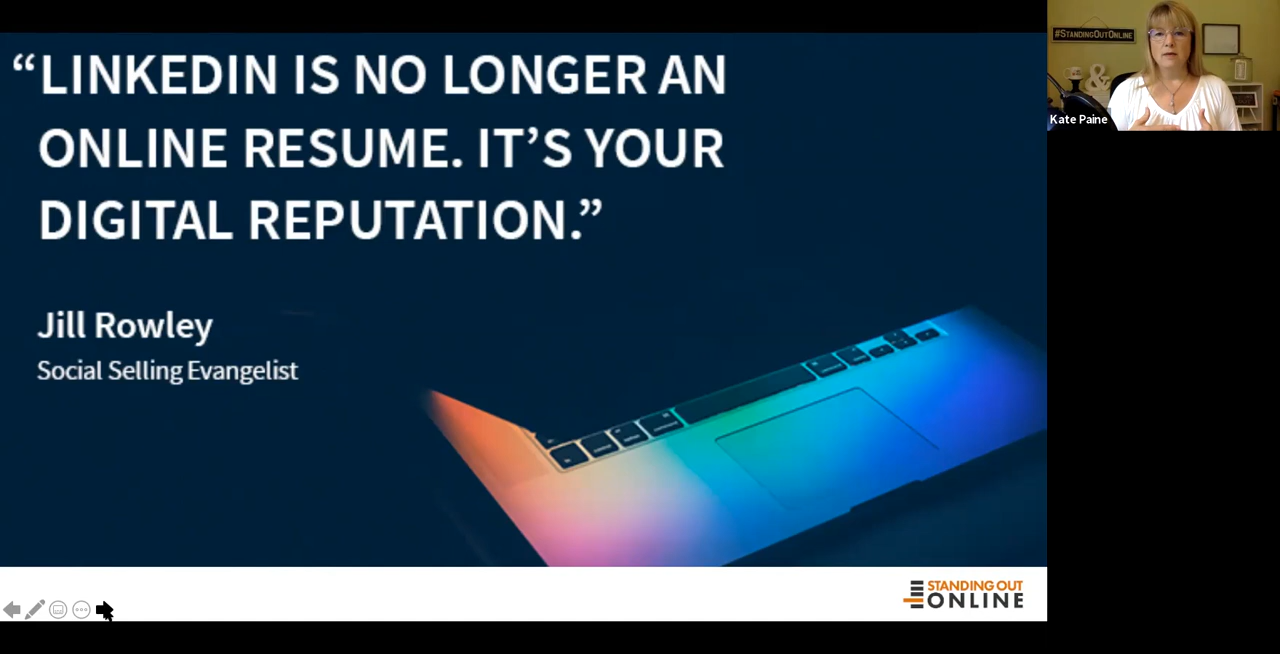 “LINKEDIN IS NO LONGER AN
ONLINE RESUME. IT’S YOUR
DIGITAL REPUTATION.”
Jill Rowley
Social Selling Evangelist
STANDING OUT
ONLINE
#STANDINGOUTONLINE
&
Kate Paine